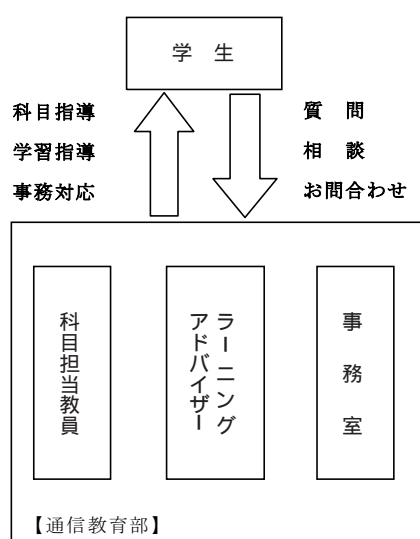 学　生
科目指導
学習指導
事務対応
質　問
相　談
お問合わせ
科目担当教員
ラーニング
アドバイザー
事　務　室
【通信教育部】